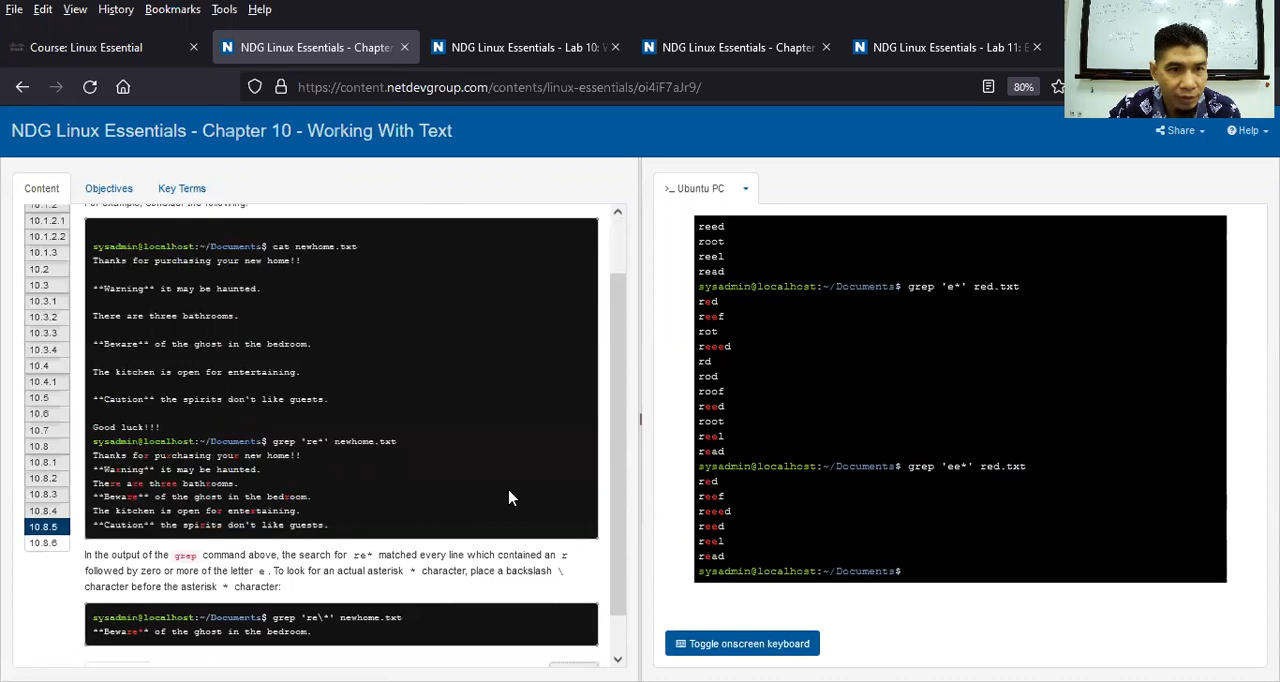 File Edit View History Bookmarks Tools Help
Course: Linux Essential
NDG Linux Essentials - Chapter
NDG Linux Essentials - Lab 10:
NDG Linux Essentials - Chapter
NDG Linux Essentials - Lab 11:
https://content.netdevgroup.com/contents/linux-essentials/oi4iF7aJr9/
80%
NDG Linux Essentials - Chapter 10 - Working With Text
Share
Help
Content
Objectives
Key Terms
10.1.2
10.1.2.1
10.1.2.2
10.1.3
10.2
10.3
10.3.1
10.3.2
10.3.3
10.3.4
10.4
10.4.1
10.5
10.6
10.7
10.8
10.8.1
10.8.2
10.8.3
10.8.4
10.8.5
10.8.6
For example, consider the following:
sysadmin@localhost:~/Documents$ cat newhome.txt
Thanks for purchasing your new home!!
**Warning** it may be haunted.
There are three bathrooms.
**Beware** of the ghost in the bedroom.
The kitchen is open for entertaining.
**Caution** the spirits don't like guests.
Good luck!!!
sysadmin@localhost:~/Documents$ grep 're*' newhome.txt
Thanks for purchasing your new home!!
**Warning** it may be haunted.
There are three bathrooms.
**Beware** of the ghost in the bedroom.
The kitchen is open for entertaining.
**Caution** the spirits don't like guests.
In the output of the grep command above, the search for re* matched every line which contained an r
followed by zero or more of the letter e. To look for an actual asterisk * character, place a backslash \
character before the asterisk * character:
sysadmin@localhost:~/Documents$ grep 're\*' newhome.txt
**Beware** of the ghost in the bedroom.
Ubuntu PC
reed
root
reel
read
sysadmin@localhost:~/Documents$ grep 'e*' red.txt
red
reef
rot
reeed
rd
rod
roof
reed
root
reel
read
sysadmin@localhost:~/Documents$ grep 'ee*' red.txt
red
reef
reeed
reed
reel
read
sysadmin@localhost:~/Documents$
Toggle onscreen keyboard